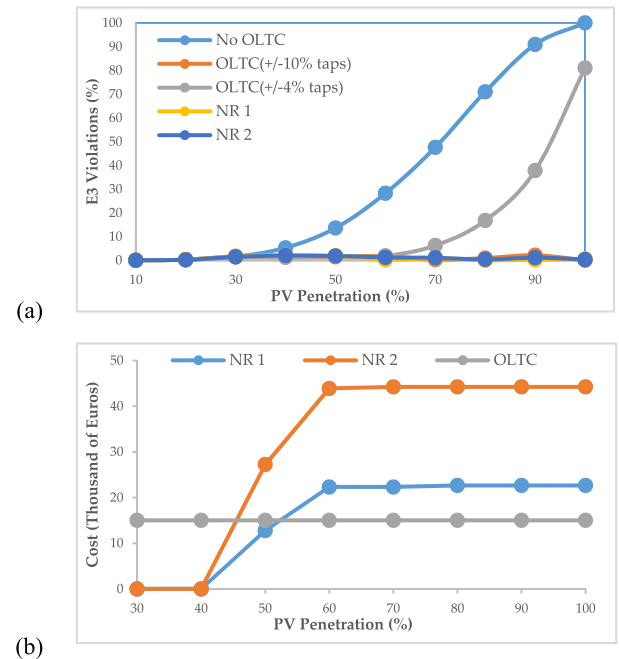 (a)
E3 Violations (%)
100
90
80
70
60
50
40
30
20
10
0
No OLTC
OLTC(+/-10% taps)
OLTC(+/-4% taps)
NR 1
NR 2
10 30 50 70 90
PV Penetration (%)
(b)
Cost (Thousand of Euros)
50
40
30
20
10
0
NR 1 NR 2 OLTC
30 40 50 60 70 80 90 100
PV Penetration (%)